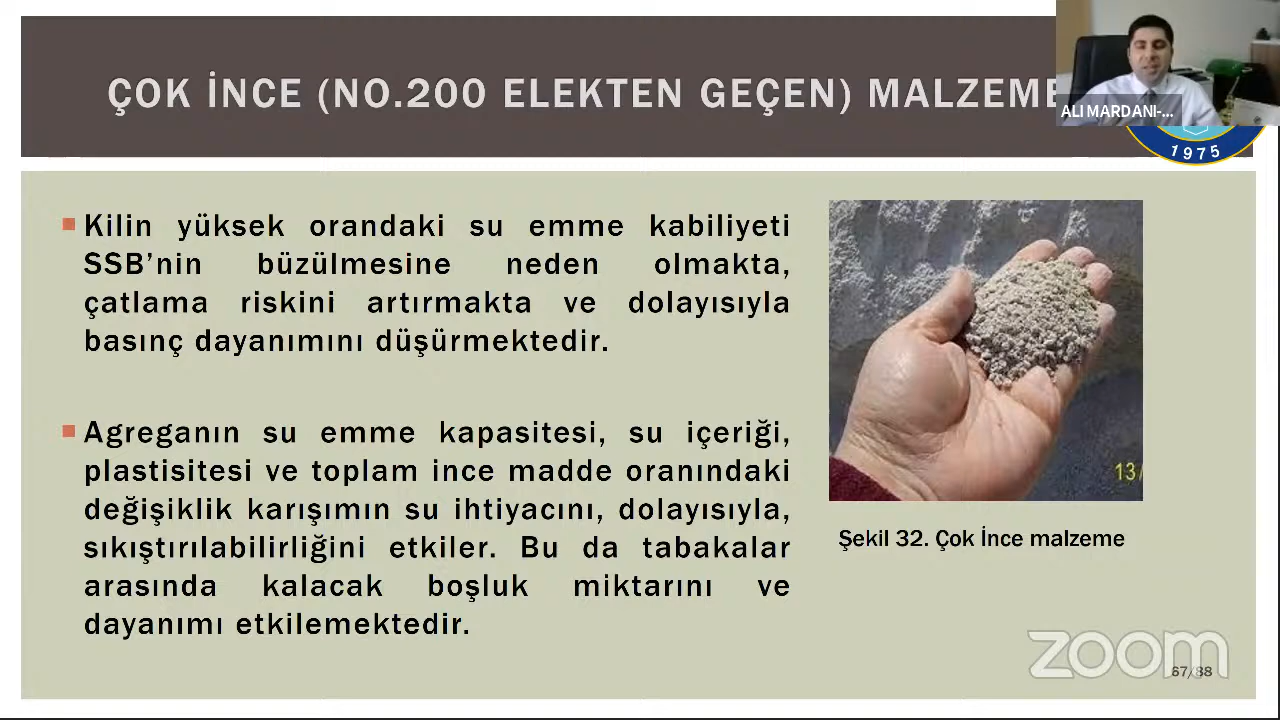 ÇOK İNCE (NO.200 ELEKTEN GEÇEN) MALZEME
ALI MARDANI-...
1975
Kilin yüksek orandaki su emme kabiliyeti
SSB’nin büzülmesine neden olmakta,
çatlama riskini artırmakta ve dolayısıyla
basınç dayanımını düşürmektedir.
Agreganın su emme kapasitesi, su içeriği,
plastisitesi ve toplam ince madde oranındaki
değişiklik karışımın su ihtiyacını, dolayısıyla,
sıkıştırılabilirliğini etkiler. Bu da tabakalar
arasında kalacak boşluk miktarını ve
dayanımı etkilemektedir.
13/
Şekil 32. Çok İnce malzeme
zoom
67/88